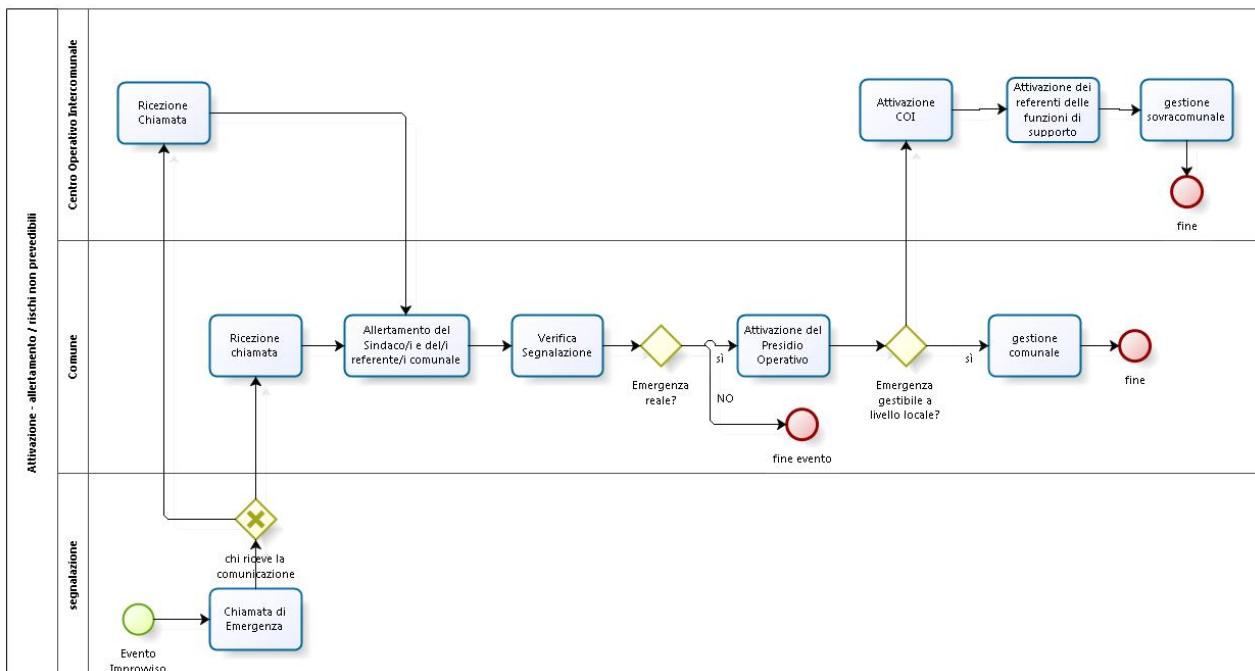 Attivazione - allertamento / rischi non prevedibili
Centro Operativo Intercomunale
Ricezione
Chiamata
Attivazione
COI
Attivazione dei
referenti delle
funzioni di
supporto
gestione
sovracomunale
fine
Comune
Ricezione
chiamata
Allertamento del
Sindaco/i e del/i
referente/i comunale
Verifica
Segnalazione
Emergenza
reale?
sì
NO
Attivazione del
Presidio
Operativo
fine evento
Emergenza
gestibile a
livello locale?
sì
gestione
comunale
fine
segnalazione
chi riceve la
comunicazione
Chiamata di
Emergenza
Evento
Improvviso